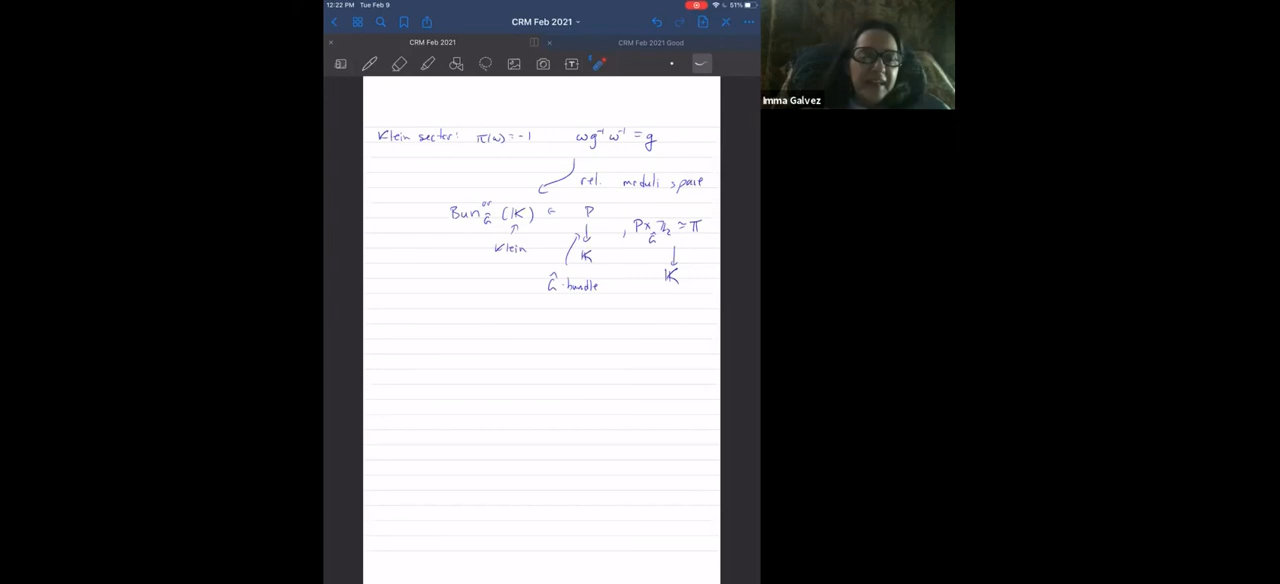 12:22 PM Tue Feb 9
51%
CRM Feb 2021
CRM Feb 2021
CRM Feb 2021 Good
Imma Galvez
Klein sector: π(ω) = -1 ωg⁻¹ω⁻¹ = g
rel. moduli space
Bun^or_Ĝ (𝕂) ∈ P , P×_Ĝ ℤ₂ ≃ π
Klein 𝕂 𝕂
Ĝ-bundle